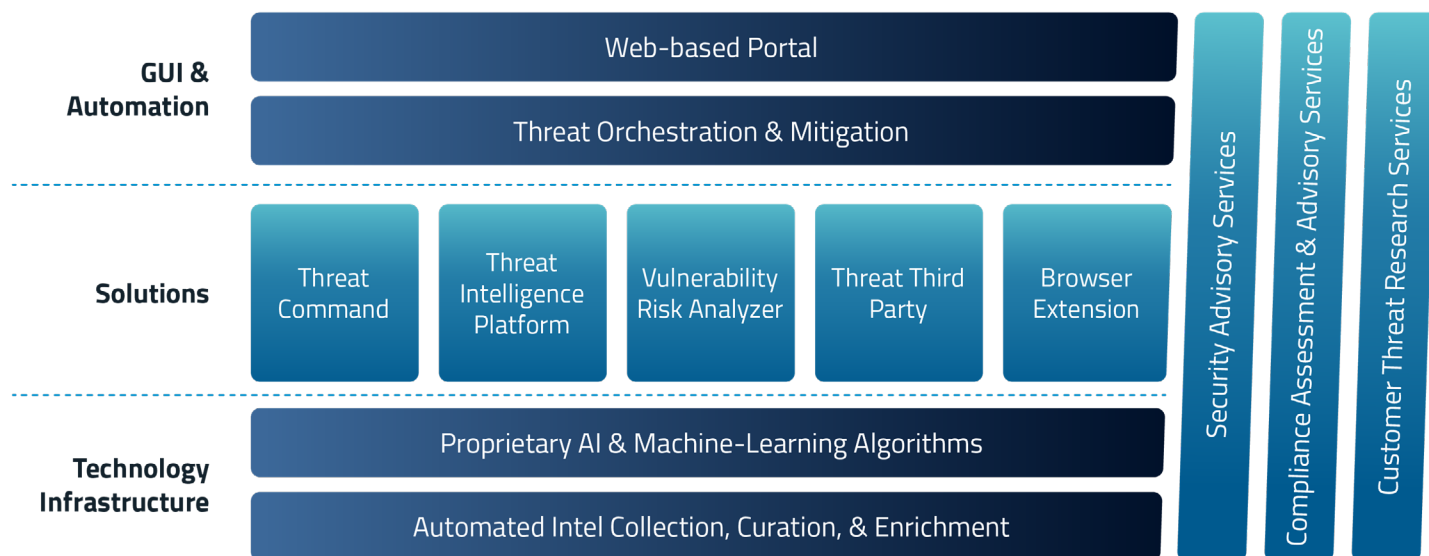 GUI &
Automation
Web-based Portal
Threat Orchestration & Mitigation
Solutions
Threat
Command
Threat
Intelligence
Platform
Vulnerability
Risk Analyzer
Threat Third
Party
Browser
Extension
Technology
Infrastructure
Proprietary AI & Machine-Learning Algorithms
Automated Intel Collection, Curation, & Enrichment
Security Advisory Services
Compliance Assessment & Advisory Services
Customer Threat Research Services